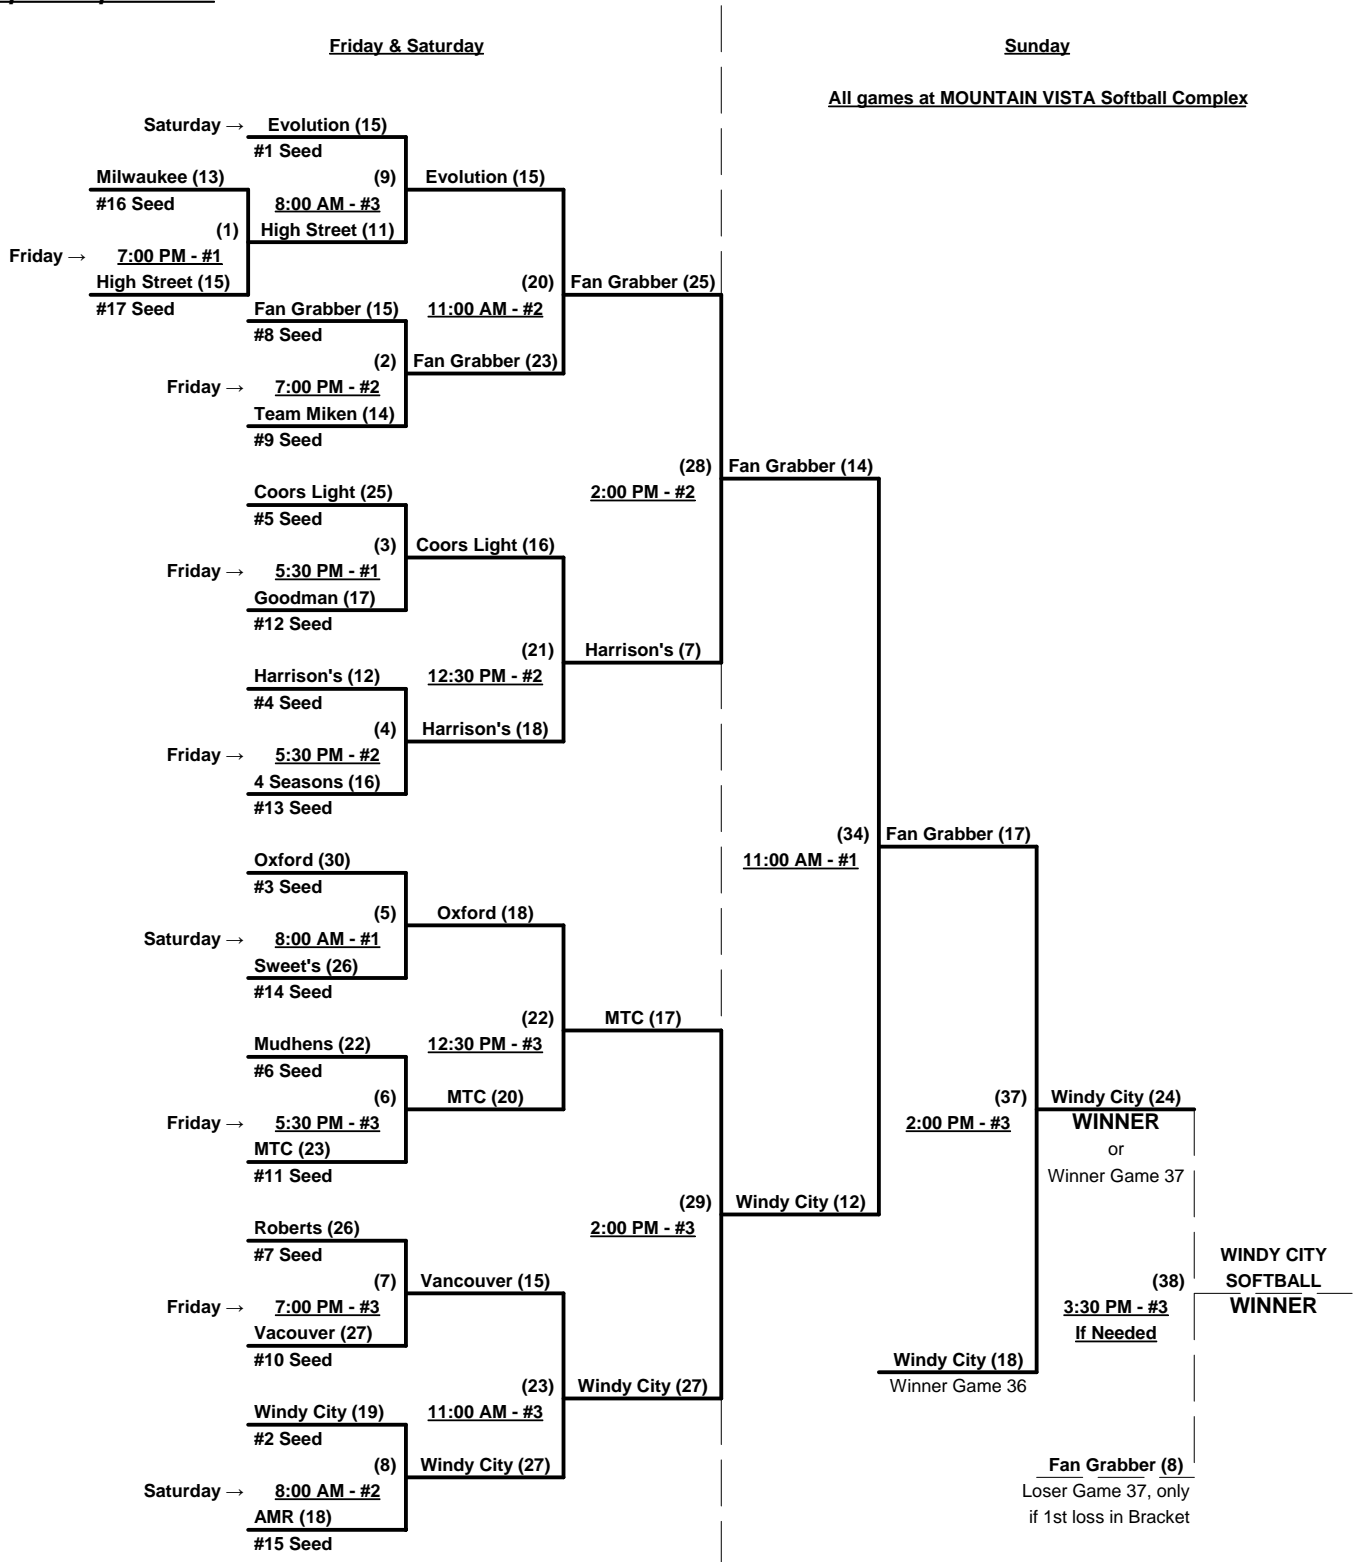 Friday & Saturday
Sunday
All games at MOUNTAIN VISTA Softball Complex
Saturday → Evolution (15)
#1 Seed
Milwaukee (13)
(9)
Evolution (15)
#16 Seed
8:00 AM - #3
(1)
High Street (11)
Friday → 7:00 PM - #1
High Street (15)
(20)
Fan Grabber (25)
#17 Seed
Fan Grabber (15)
11:00 AM - #2
#8 Seed
(2)
Fan Grabber (23)
Friday → 7:00 PM - #2
Team Miken (14)
#9 Seed
(28)
Fan Grabber (14)
Coors Light (25)
2:00 PM - #2
#5 Seed
(3)
Coors Light (16)
Friday → 5:30 PM - #1
Goodman (17)
#12 Seed
(21)
Harrison's (7)
Harrison's (12)
12:30 PM - #2
#4 Seed
(4)
Harrison's (18)
Friday → 5:30 PM - #2
4 Seasons (16)
#13 Seed
(34)
Fan Grabber (17)
Oxford (30)
11:00 AM - #1
#3 Seed
(5)
Oxford (18)
Saturday → 8:00 AM - #1
Sweet's (26)
#14 Seed
(22)
MTC (17)
Mudhens (22)
12:30 PM - #3
#6 Seed
(6)
MTC (20)
(37)
Windy City (24)
Friday → 5:30 PM - #3
2:00 PM - #3
WINNER
MTC (23)
or
#11 Seed
Winner Game 37
(29)
Windy City (12)
Roberts (26)
2:00 PM - #3
#7 Seed
WINDY CITY
(7)
Vancouver (15)
(38)
SOFTBALL
Friday → 7:00 PM - #3
3:30 PM - #3
WINNER
Vacouver (27)
If Needed
#10 Seed
Windy City (18)
(23)
Windy City (27)
Winner Game 36
Windy City (19)
11:00 AM - #3
#2 Seed
(8)
Windy City (27)
Fan Grabber (8)
Saturday → 8:00 AM - #2
Loser Game 37, only
AMR (18)
if 1st loss in Bracket
#15 Seed